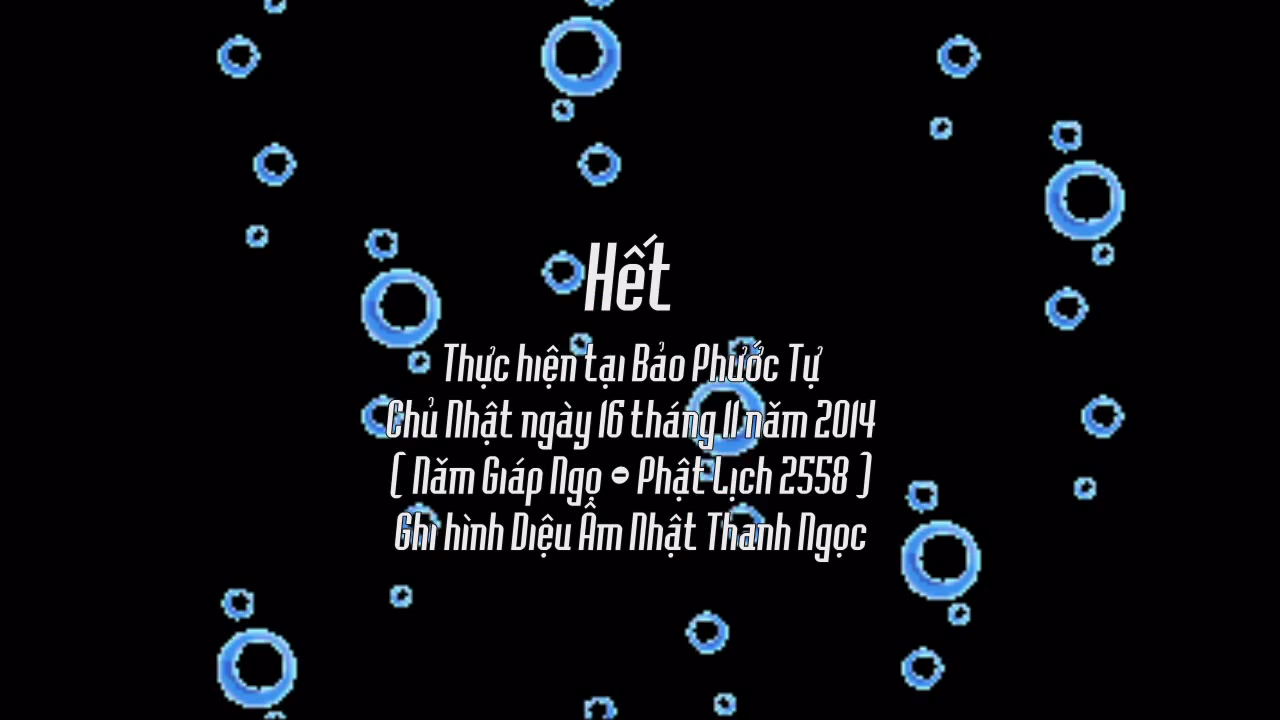 Hết
Thực hiện tại Bảo Phước Tự
Chủ Nhật ngày 16 tháng 11 năm 2014
( Năm Giáp Ngọ - Phật Lịch 2558 )
Ghi hình Diệu Âm Nhật Thanh Ngọc